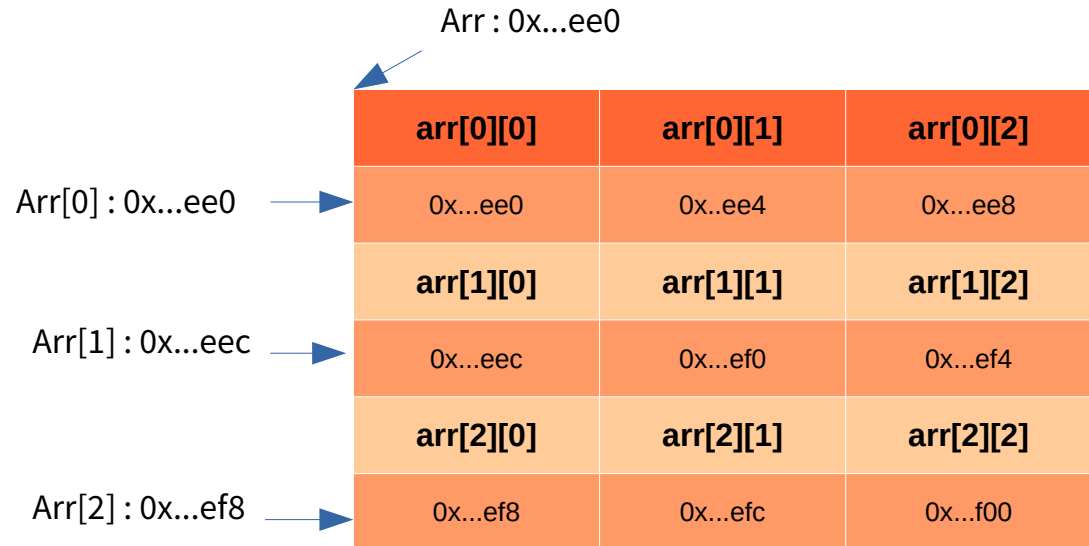 Arr : 0x...ee0
arr[0][0] arr[0][1] arr[0][2]
Arr[0] : 0x...ee0 0x...ee0 0x..ee4 0x...ee8
arr[1][0] arr[1][1] arr[1][2]
Arr[1] : 0x...eec 0x...eec 0x...ef0 0x...ef4
arr[2][0] arr[2][1] arr[2][2]
Arr[2] : 0x...ef8 0x...ef8 0x...efc 0x...f00